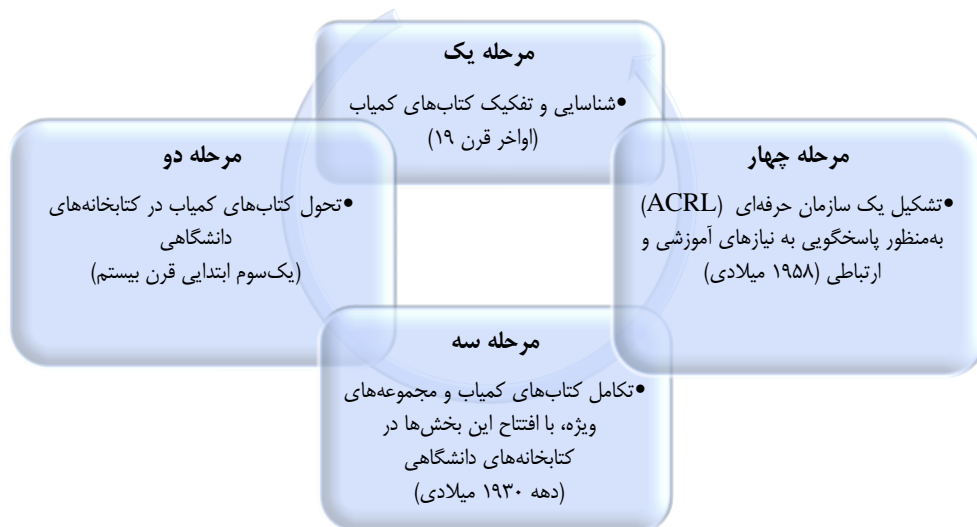 مرحله یک
•شناسایی و تفکیک کتاب‌های کمیاب
(اواخر قرن ۱۹)
مرحله دو
•تحول کتاب‌های کمیاب در کتابخانه‌های
دانشگاهی
(یک‌سوم ابتدایی قرن بیستم)
مرحله سه
•تکامل کتاب‌های کمیاب و مجموعه‌های
ویژه، با افتتاح این بخش‌ها در
کتابخانه‌های دانشگاهی
(دهه ۱۹۳۰ میلادی)
مرحله چهار
•تشکیل یک سازمان حرفه‌ای (ACRL)
به‌منظور پاسخگویی به نیازهای آموزشی و
ارتباطی (۱۹۵۸ میلادی)